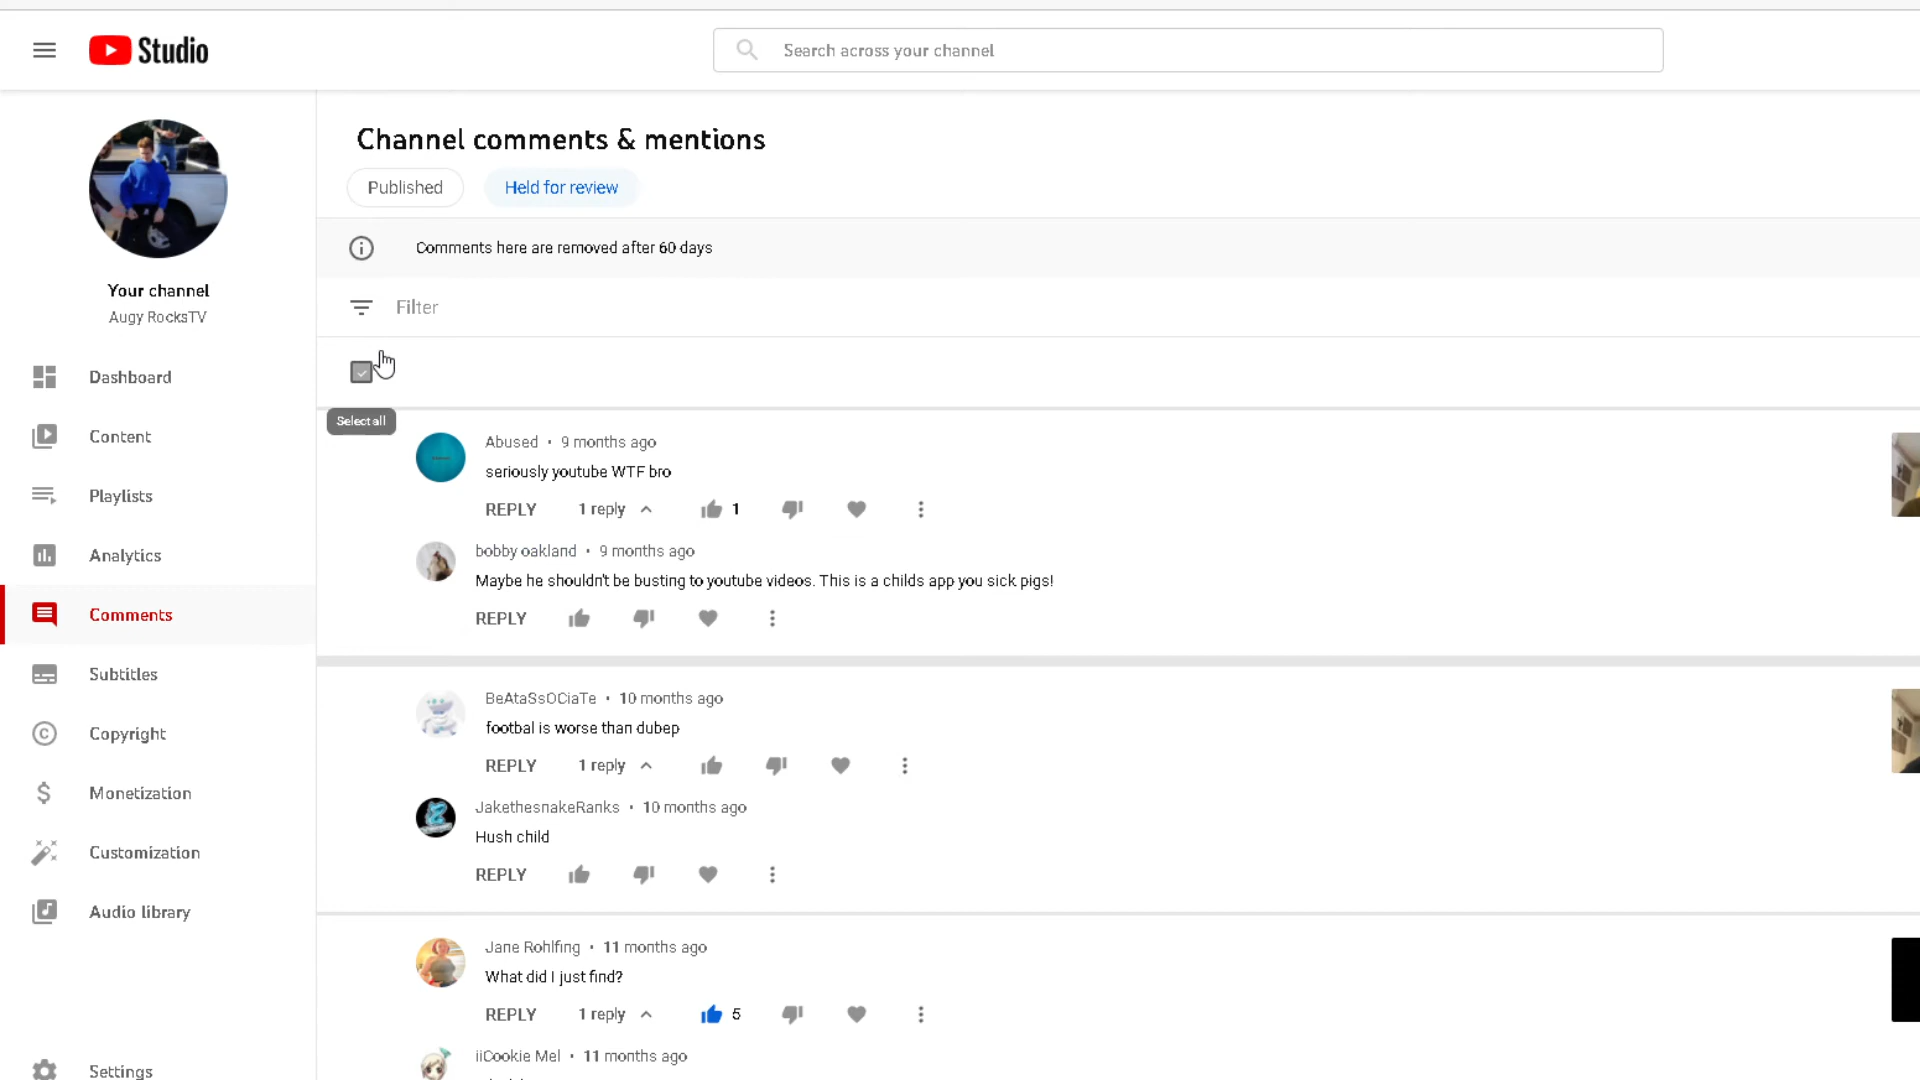 Studio
Search across your channel
Channel comments & mentions
Published
Held for review
Comments here are removed after 60 days
Filter
Select all
Your channel
Augy RocksTV
Dashboard
Content
Playlists
Analytics
Comments
Subtitles
Copyright
Monetization
Customization
Audio library
Settings
Abused • 9 months ago
seriously youtube WTF bro
REPLY 1 reply 1
bobby oakland • 9 months ago
Maybe he shouldn't be busting to youtube videos. This is a childs app you sick pigs!
REPLY
BeAtaSsOCiaTe • 10 months ago
footbal is worse than dubep
REPLY 1 reply
JakethesnakeRanks • 10 months ago
Hush child
REPLY
Jane Rohlfing • 11 months ago
What did I just find?
REPLY 1 reply 5
iiCookie Mel • 11 months ago